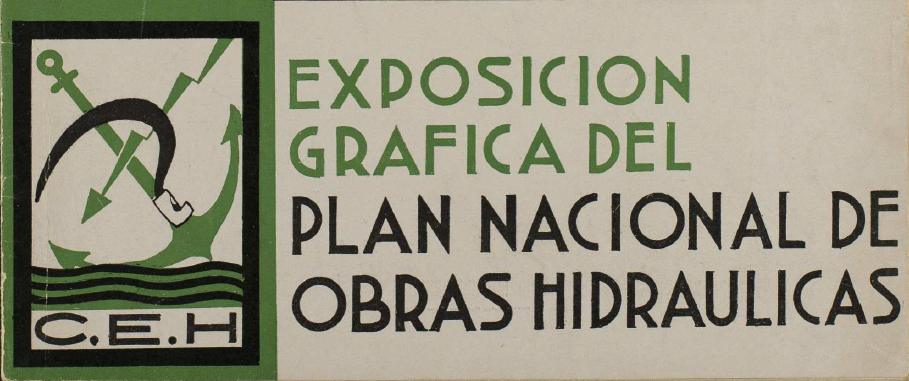 EXPOSICION
GRAFICA DEL
PLAN NACIONAL DE
OBRAS HIDRAULICAS
C.E.H